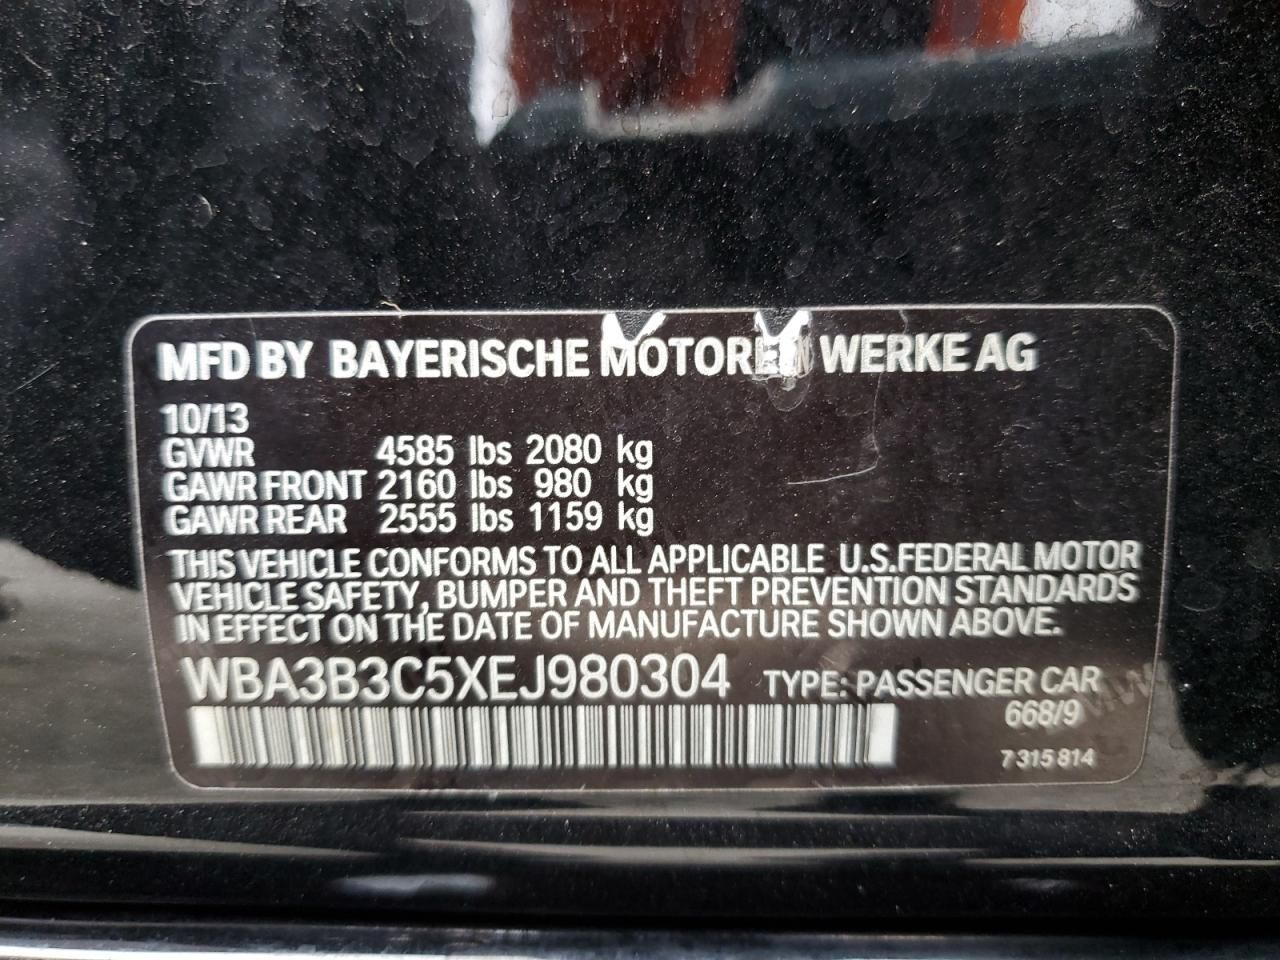 MFD BY BAYERISCHE MOTOREN WERKE AG
10/13
GVWR 4585 lbs 2080 kg
GAWR FRONT 2160 lbs 980 kg
GAWR REAR 2555 lbs 1159 kg
THIS VEHICLE CONFORMS TO ALL APPLICABLE U.S.FEDERAL MOTOR
VEHICLE SAFETY, BUMPER AND THEFT PREVENTION STANDARDS
IN EFFECT ON THE DATE OF MANUFACTURE SHOWN ABOVE.
WBA3B3C5XEJ980304 TYPE: PASSENGER CAR
668/9
7 315 814